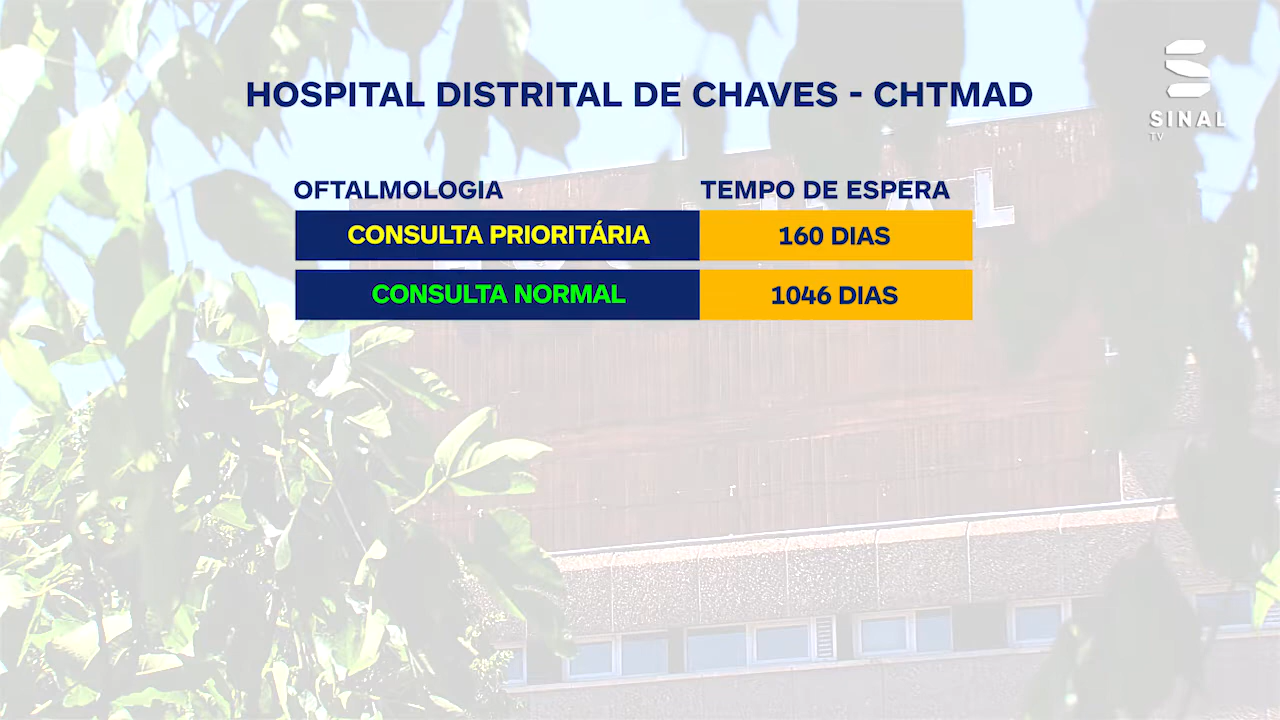 HOSPITAL DISTRITAL DE CHAVES - CHTMAD
SINAL
TV
OFTALMOLOGIA TEMPO DE ESPERA
CONSULTA PRIORITÁRIA 160 DIAS
CONSULTA NORMAL 1046 DIAS